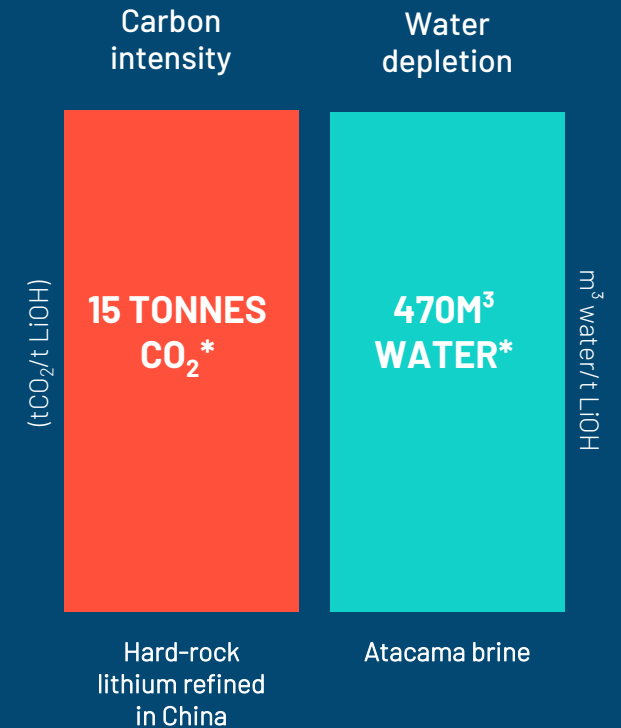 Carbon
intensity
Water
depletion
(tCO₂/t LiOH)
15 TONNES
CO₂*
470M³
WATER*
m³ water/t LiOH
Hard-rock
lithium refined
in China
Atacama brine